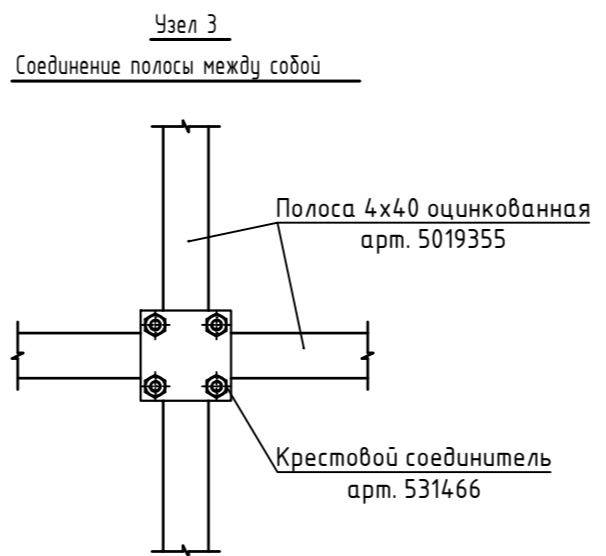 Узел 3
Соединение полосы между собой
Полоса 4х40 оцинкованная
арт. 5019355
Крестовой соединитель
арт. 531466